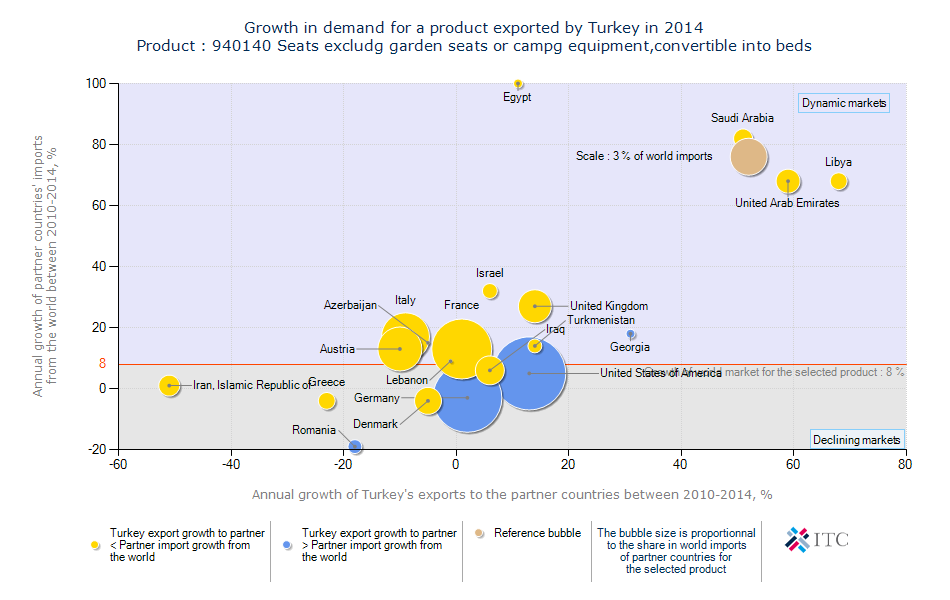 Growth in demand for a product exported by Turkey in 2014
Product : 940140 Seats excludg garden seats or campg equipment,convertible into beds
Annual growth of partner countries' imports
from the world between 2010-2014, %
100
80
60
40
20
8
0
-20
-60
-40
-20
0
20
40
60
80
Egypt
Dynamic markets
Saudi Arabia
Scale : 3 % of world imports
Libya
United Arab Emirates
Israel
Azerbaijan
Italy
France
United Kingdom
Turkmenistan
Iraq
Georgia
Austria
United States of America
Growth of world market for the selected product : 8 %
Lebanon
Iran, Islamic Republic of
Greece
Germany
Denmark
Romania
Declining markets
Annual growth of Turkey's exports to the partner countries between 2010-2014, %
Turkey export growth to partner
< Partner import growth from
the world
Turkey export growth to partner
> Partner import growth from
the world
Reference bubble
The bubble size is proportionnal
to the share in world imports
of partner countries for
the selected product
ITC